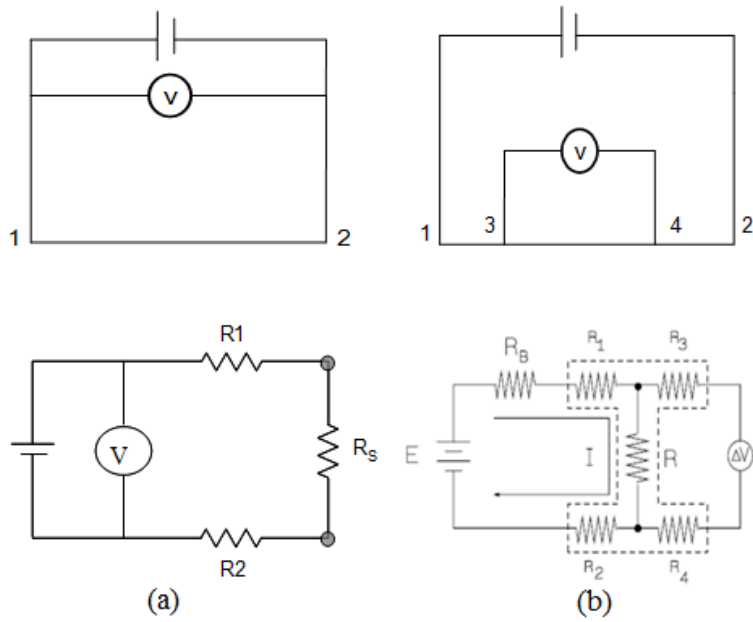 V
V
1 2
1 3 4 2
R1
V
Rs
R2
RB R1 R3
E I R ΔV
R2 R4
(a) (b)